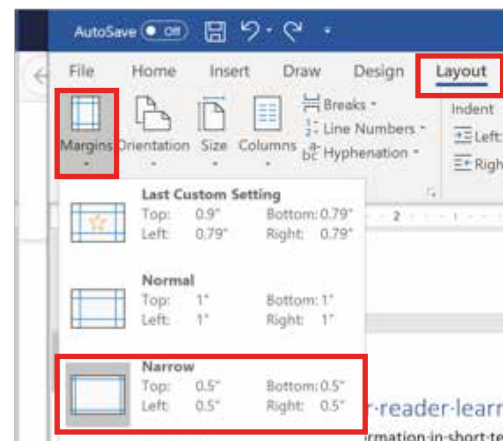 AutoSave Off
File Home Insert Draw Design Layout
Margins Orientation Size Columns
Breaks
Line Numbers
bc Hyphenation
Indent
Left:
Righ
Last Custom Setting
Top: 0.9" Bottom: 0.79"
Left: 0.79" Right: 0.79"
2
Normal
Top: 1" Bottom: 1"
Left: 1" Right: 1"
Narrow
Top: 0.5" Bottom: 0.5"
Left: 0.5" Right: 0.5"
r·reader·learn
rmation·in·short·te